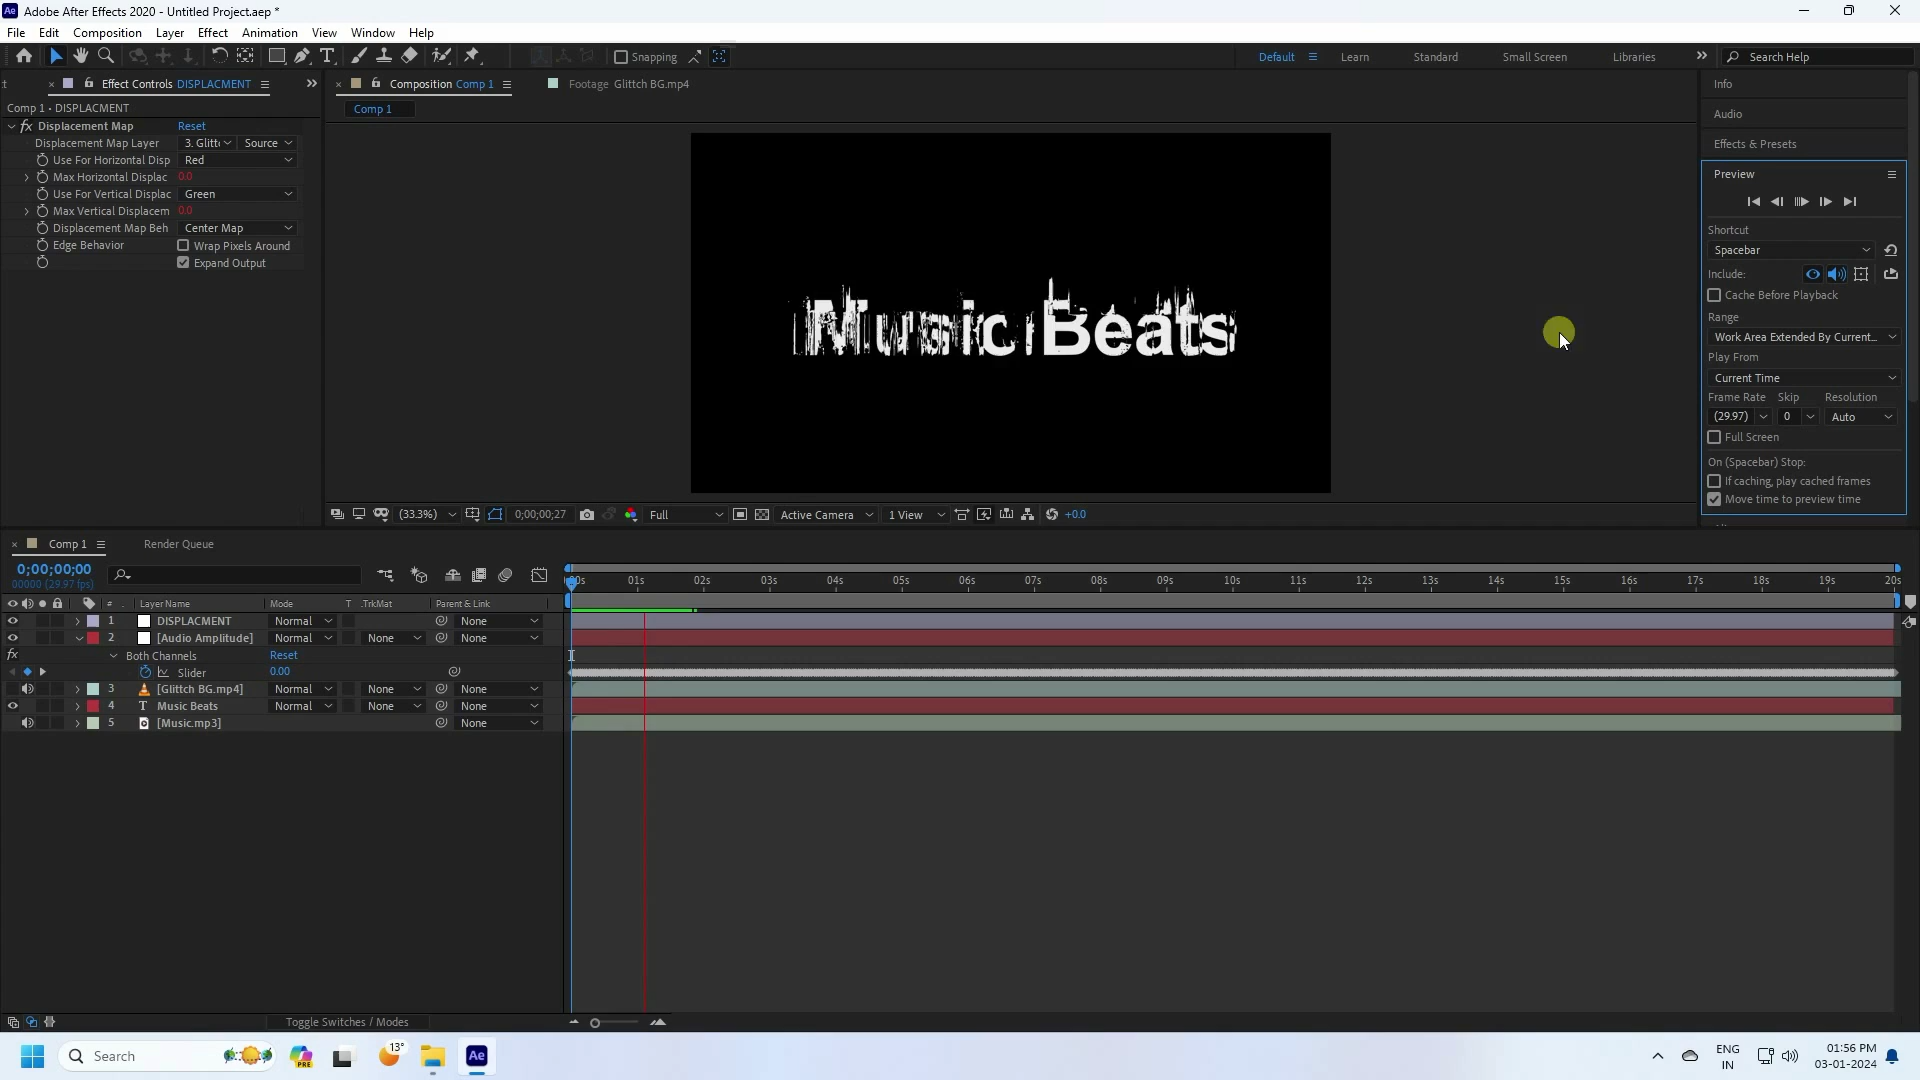 Adobe After Effects 2020 - Untitled Project.aep *
File Edit Composition Layer Effect Animation View Window Help
Snapping Default Learn Standard Small Screen Libraries Search Help
Effect Controls DISPLACMENT
Composition Comp 1 Footage Glittch BG.mp4
Info
Comp 1 • DISPLACMENT
Comp 1
Audio
Displacement Map Reset
Displacement Map Layer 3. Glitt Source
Effects & Presets
Use For Horizontal Disp Red
Max Horizontal Displac 0.0
Preview
Use For Vertical Displac Green
Max Vertical Displacem 0.0
Displacement Map Beh Center Map
Shortcut
Edge Behavior Wrap Pixels Around
Spacebar
Expand Output
Include:
Cache Before Playback
Music Beats
Range
Work Area Extended By Current...
Play From
Current Time
Frame Rate Skip Resolution
(29.97) 0 Auto
Full Screen
On (Spacebar) Stop:
If caching, play cached frames
Move time to preview time
(33.3%) 0;00;00;27 Full Active Camera 1 View +0.0
Comp 1 Render Queue
0;00;00;00
00000 (29.97 fps)
01s 02s 03s 04s 05s 06s 07s 08s 09s 10s 11s 12s 13s 14s 15s 16s 17s 18s 19s 20s
# Layer Name Mode T .TrkMat Parent & Link
1 DISPLACMENT Normal None
2 [Audio Amplitude] Normal None None
fx Both Channels Reset
Slider 0.00
3 [Glittch BG.mp4] Normal None None
4 T Music Beats Normal None None
5 [Music.mp3] None
Toggle Switches / Modes
Search PRE 13° Ae
ENG
IN
01:56 PM
03-01-2024